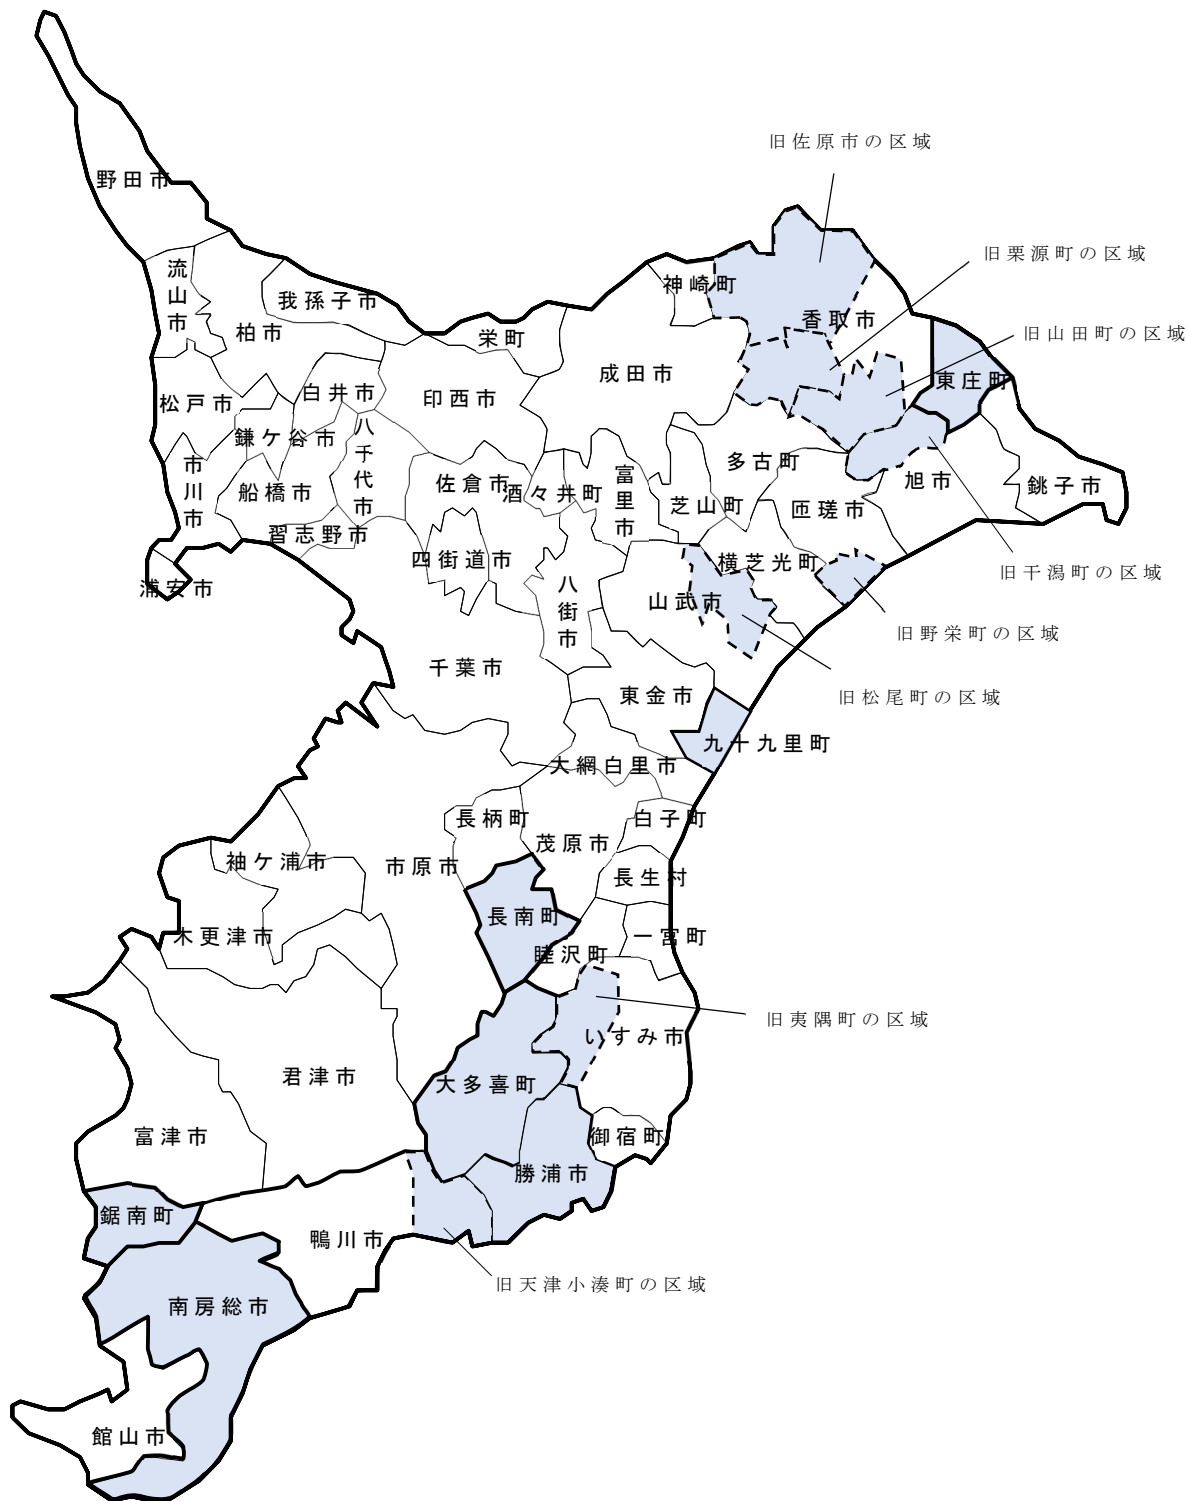 旧佐原市の区域
野田市
旧栗源町の区域
流山市
神崎町
我孫子市
香取市
柏市
栄町
旧山田町の区域
成田市
東庄町
白井市
印西市
松戸市
八千代市
鎌ケ谷市
多古町
市川市
船橋市
佐倉市
酒々井町
富里市
旭市
銚子市
芝山町
匝瑳市
習志野市
四街道市
横芝光町
旧干潟町の区域
浦安市
八街市
山武市
旧野栄町の区域
千葉市
東金市
旧松尾町の区域
九十九里町
大網白里市
長柄町
白子町
茂原市
袖ケ浦市
市原市
長生村
長南町
木更津市
一宮町
睦沢町
旧夷隅町の区域
いすみ市
君津市
大多喜町
富津市
御宿町
勝浦市
鋸南町
鴨川市
旧天津小湊町の区域
南房総市
館山市